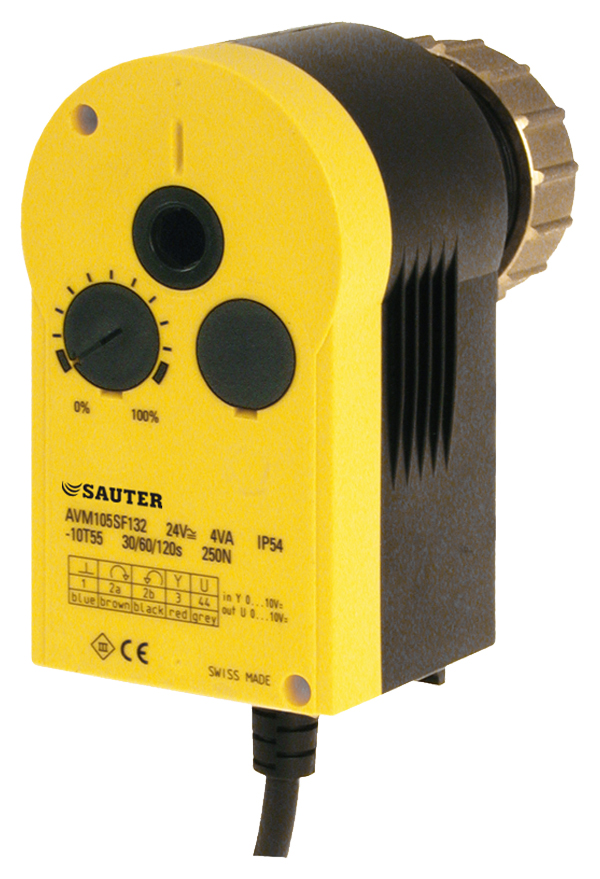 0% 100%
SAUTER
AVM105SF132 24V≅ 4VA IP54
-10T55 30/60/120s 250N
⊥ Y U
1 2a 2b 3 44 in Y 0...10V=
blue brown black red grey out U 0...10V=
III CE
SWISS MADE